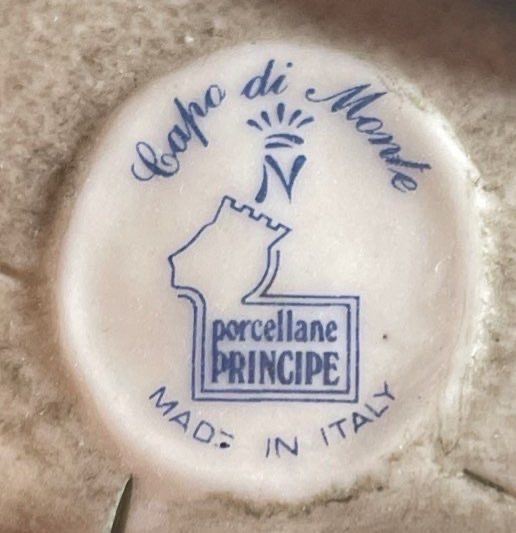 Capo di Monte
N
porcellane
PRINCIPE
MADE IN ITALY